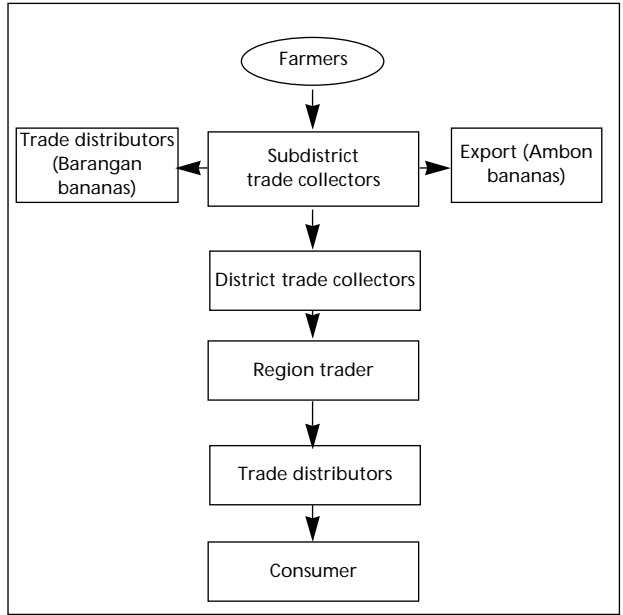 Farmers
Trade distributors
(Barangan
bananas)
Subdistrict
trade collectors
Export (Ambon
bananas)
District trade collectors
Region trader
Trade distributors
Consumer